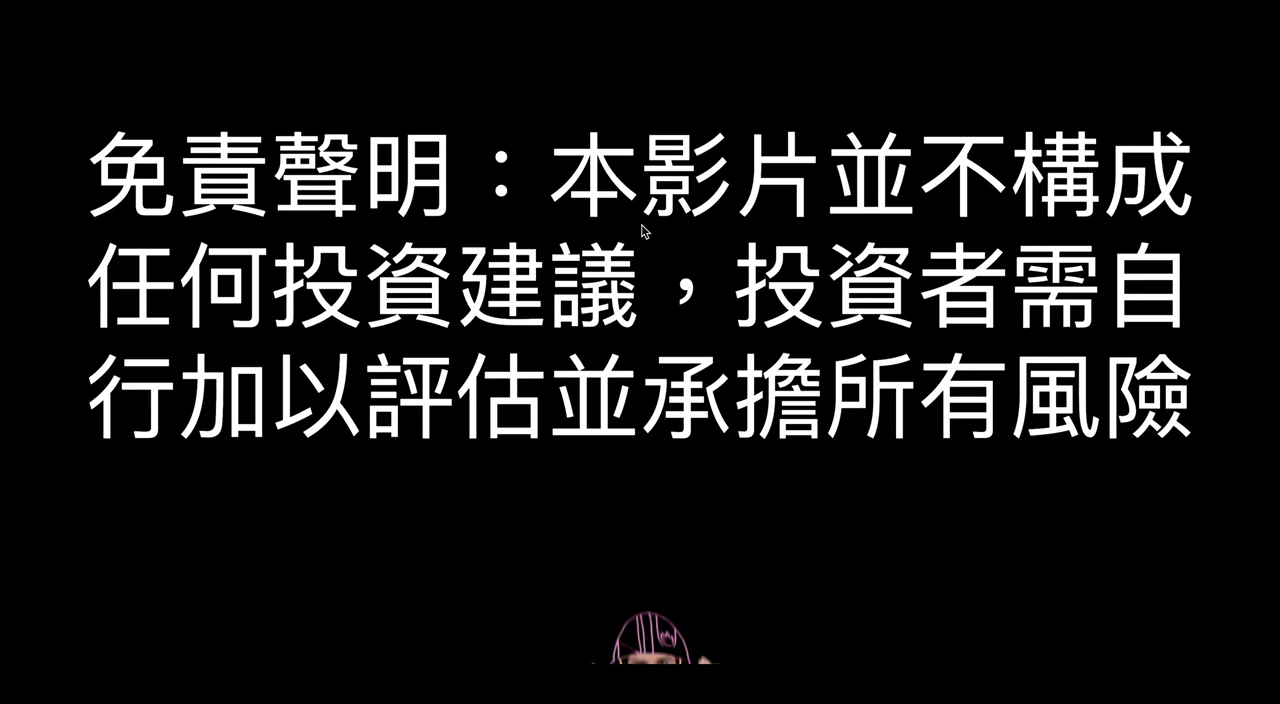 免責聲明：本影片並不構成
任何投資建議，投資者需自
行加以評估並承擔所有風險